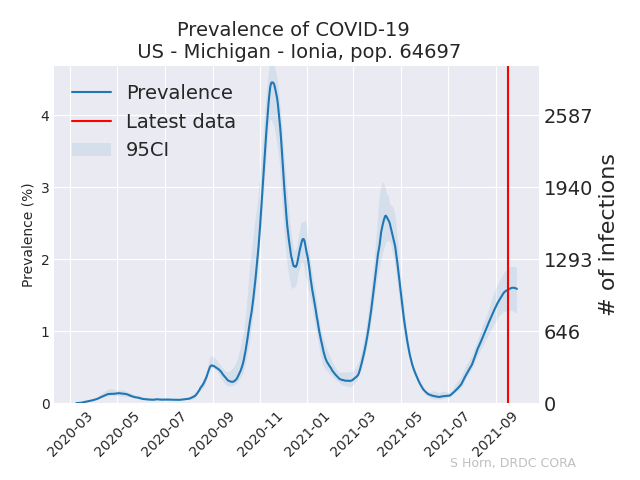 Prevalence of COVID-19
US - Michigan - Ionia, pop. 64697
Prevalence
Latest data
95CI
Prevalence (%)
4
3
2
1
0
2587
1940
1293
646
0
# of infections
2020-03
2020-05
2020-07
2020-09
2020-11
2021-01
2021-03
2021-05
2021-07
2021-09
S Horn, DRDC CORA